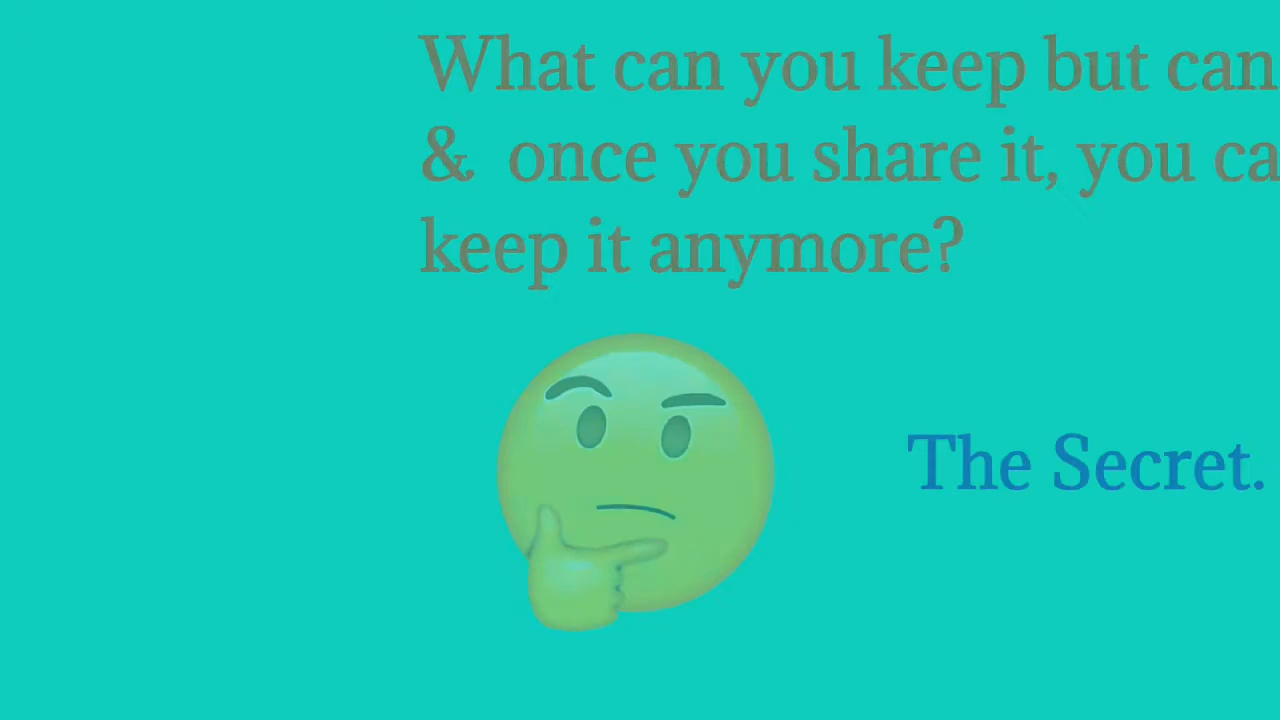 What can you keep but can
& once you share it, you ca
keep it anymore?
The Secret.